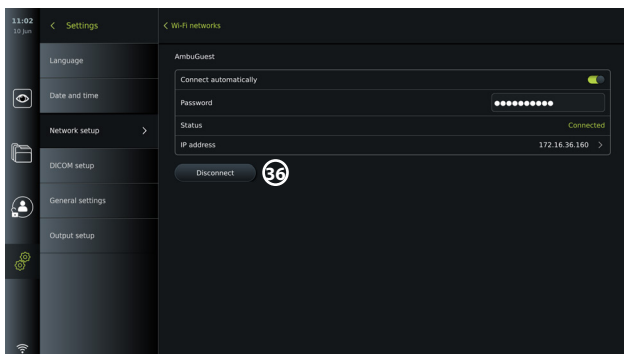 11:02
10 Jun
Settings
Language
Date and time
Network setup
DICOM setup
General settings
Output setup
Wi-Fi networks
AmbuGuest
Connect automatically
Password ●●●●●●●●●●
Status Connected
IP address 172.16.36.160
Disconnect
36